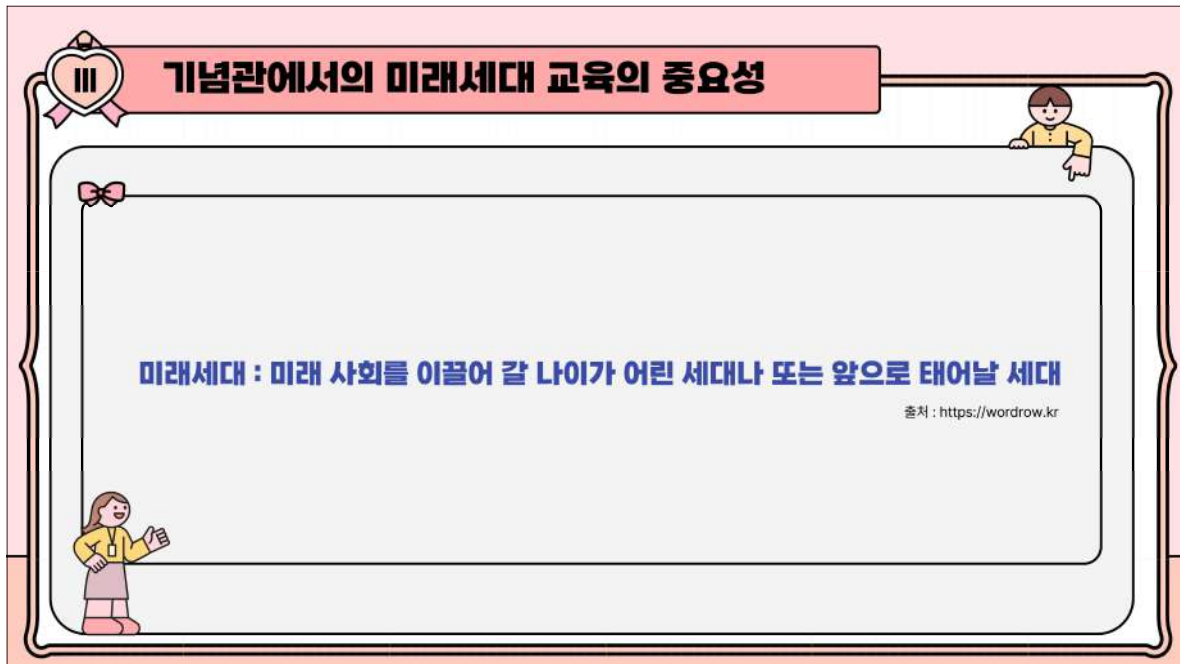 III
기념관에서의 미래세대 교육의 중요성
미래세대 : 미래 사회를 이끌어 갈 나이가 어린 세대나 또는 앞으로 태어날 세대
출처 : https://wordrow.kr